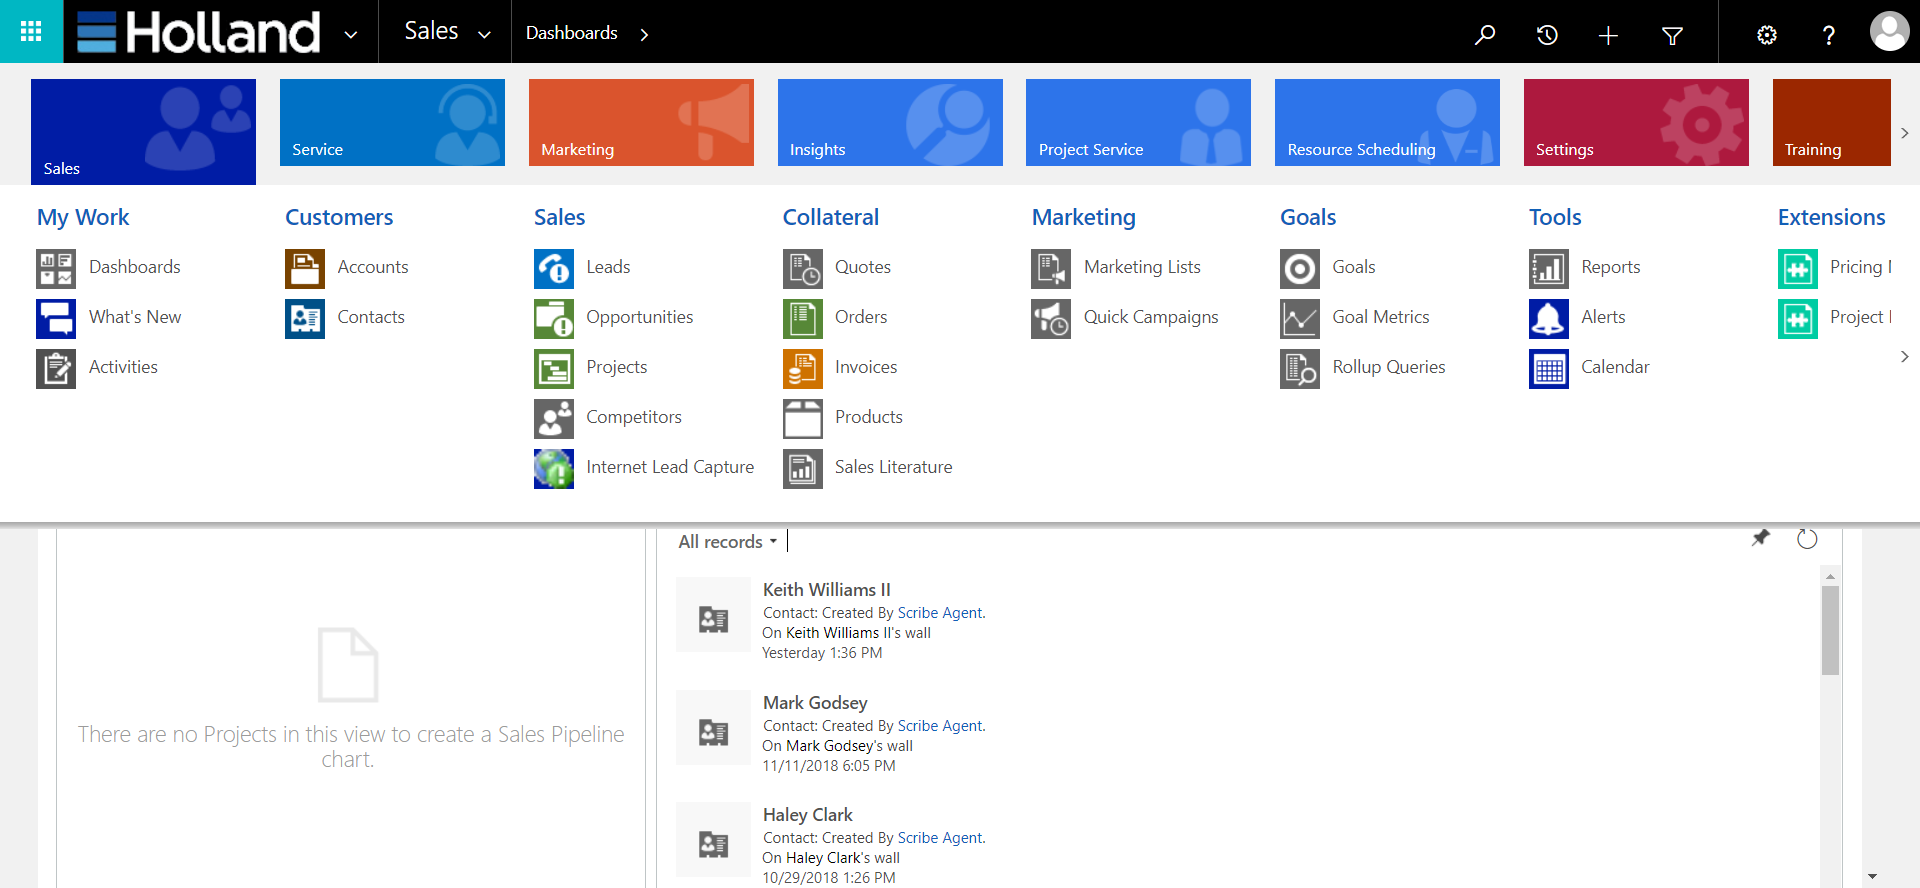 Holland
Sales
Dashboards
Sales
Service
Marketing
Insights
Project Service
Resource Scheduling
Settings
Training
My Work
Dashboards
What's New
Activities
Customers
Accounts
Contacts
Sales
Leads
Opportunities
Projects
Competitors
Internet Lead Capture
Collateral
Quotes
Orders
Invoices
Products
Sales Literature
Marketing
Marketing Lists
Quick Campaigns
Goals
Goals
Goal Metrics
Rollup Queries
Tools
Reports
Alerts
Calendar
Extensions
Pricing
Project
There are no Projects in this view to create a Sales Pipeline
chart.
All records
Keith Williams II
Contact: Created By Scribe Agent.
On Keith Williams II's wall
Yesterday 1:36 PM
Mark Godsey
Contact: Created By Scribe Agent.
On Mark Godsey's wall
11/11/2018 6:05 PM
Haley Clark
Contact: Created By Scribe Agent.
On Haley Clark's wall
10/29/2018 1:26 PM